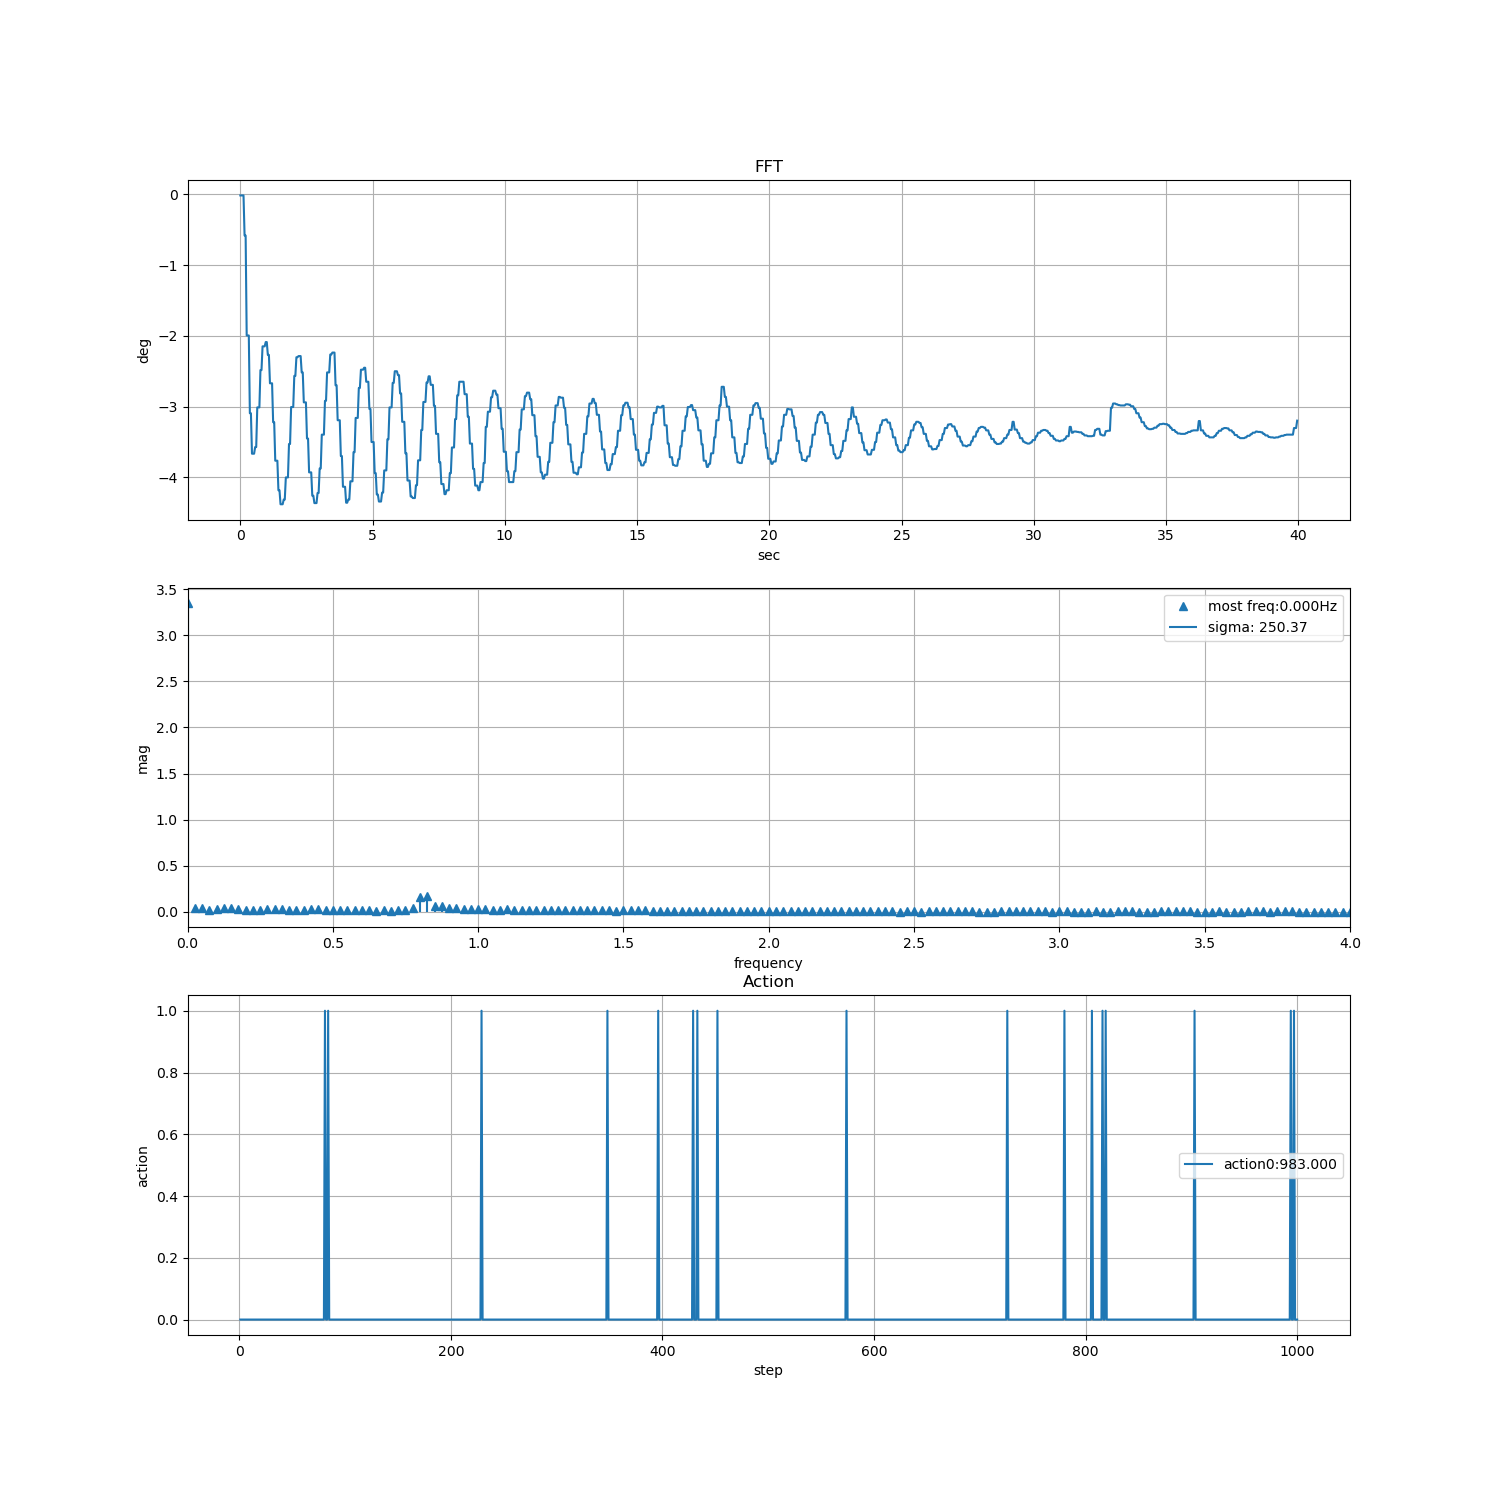 FFT
0
−1
−2
−3
−4
deg
0 5 10 15 20 25 30 35 40
sec
3.5
3.0
2.5
2.0
1.5
1.0
0.5
0.0
mag
most freq:0.000Hz
sigma: 250.37
0.0 0.5 1.0 1.5 2.0 2.5 3.0 3.5 4.0
frequency
Action
1.0
0.8
0.6
0.4
0.2
0.0
action
action0:983.000
0 200 400 600 800 1000
step